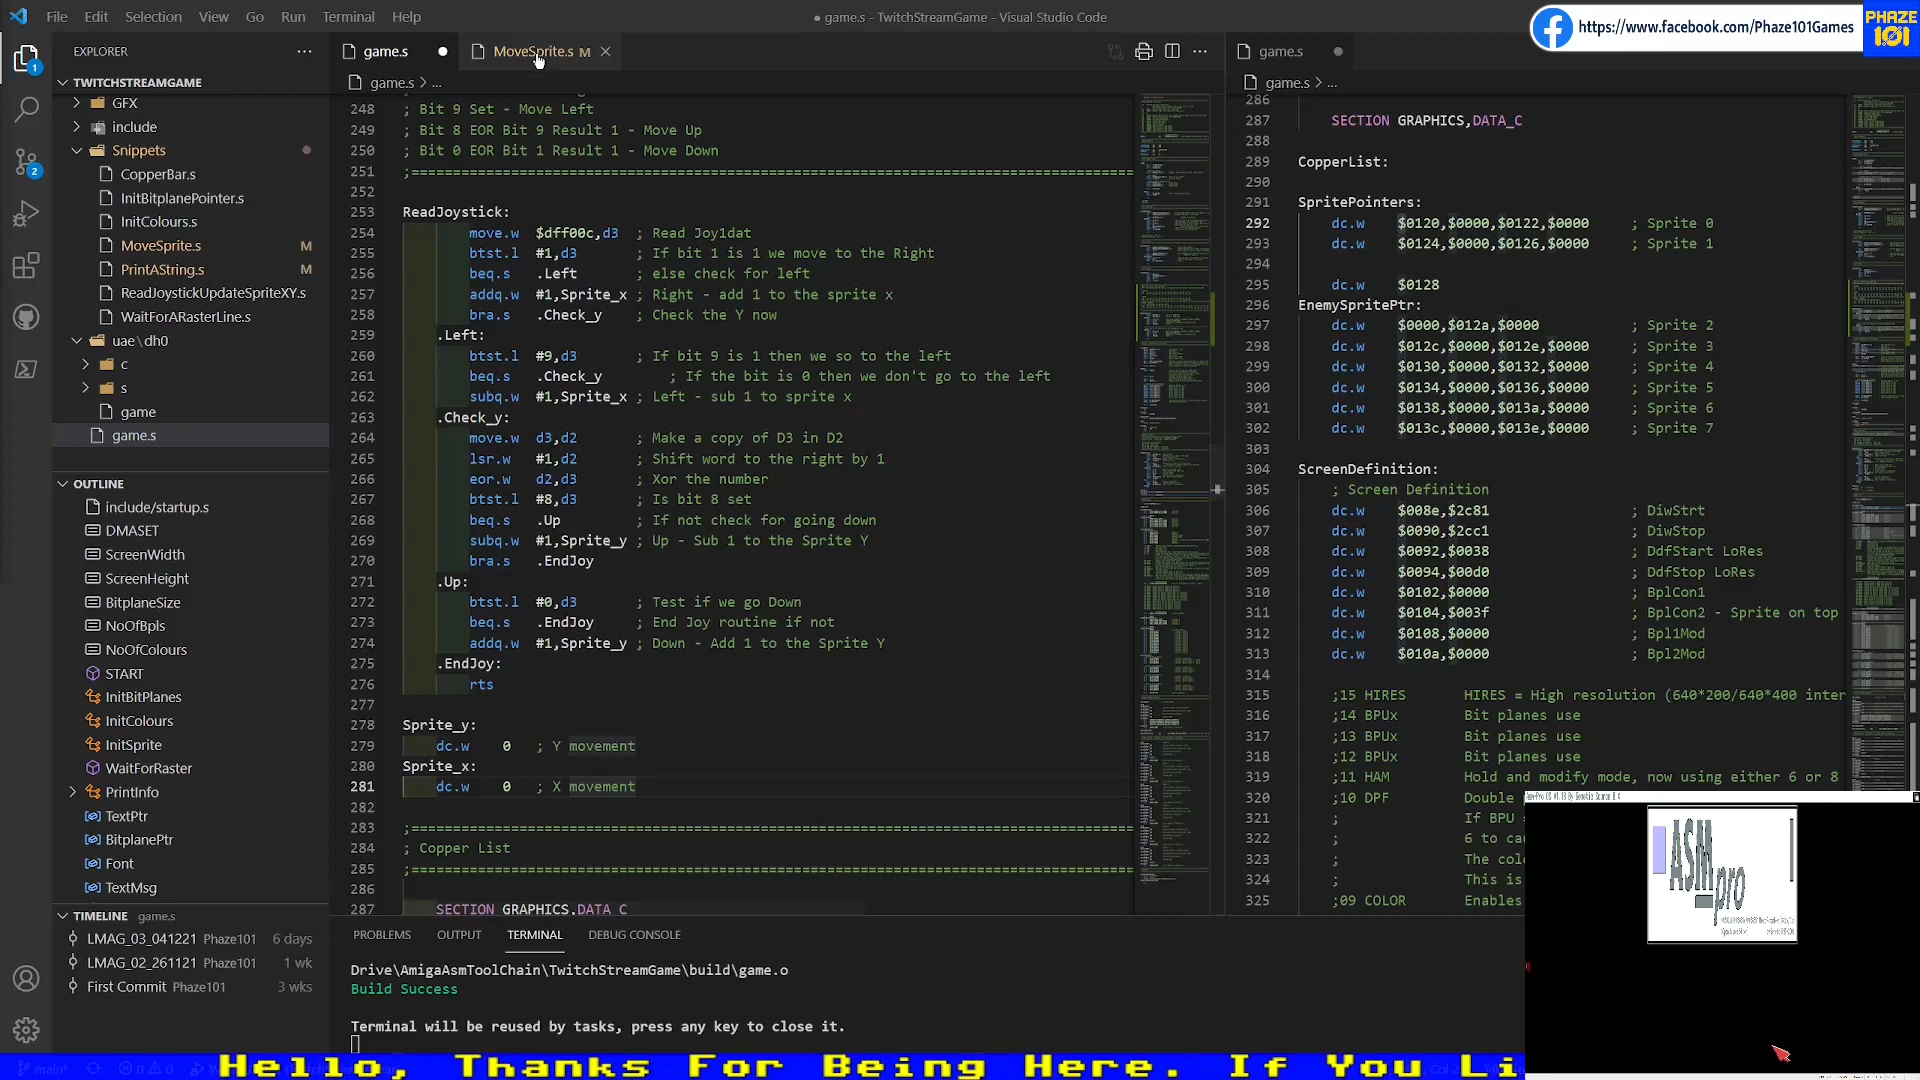 File Edit Selection View Go Run Terminal Help
● game.s - TwitchStreamGame - Visual Studio Code
https://www.facebook.com/Phaze101Games
PHAZE
101
EXPLORER
TWITCHSTREAMGAME
GFX
include
Snippets
CopperBar.s
InitBitplanePointer.s
InitColours.s
MoveSprite.s M
PrintAString.s M
ReadJoystickUpdateSpriteXY.s
WaitForARasterLine.s
uae\dh0
c
s
game
game.s
OUTLINE
include/startup.s
DMASET
ScreenWidth
ScreenHeight
BitplaneSize
NoOfBpls
NoOfColours
START
InitBitPlanes
InitColours
InitSprite
WaitForRaster
PrintInfo
TextPtr
BitplanePtr
Font
TextMsg
TIMELINE game.s
LMAG_03_041221 Phaze101 6 days
LMAG_02_261121 Phaze101 1 wk
First Commit Phaze101 3 wks
game.s ●
MoveSprite.s M
game.s > ...
248 ; Bit 9 Set - Move Left
249 ; Bit 8 EOR Bit 9 Result 1 - Move Up
250 ; Bit 0 EOR Bit 1 Result 1 - Move Down
251 ;========================================================================================
252
253 ReadJoystick:
254 move.w $dff00c,d3 ; Read Joy1dat
255 btst.l #1,d3 ; If bit 1 is 1 we move to the Right
256 beq.s .Left ; else check for left
257 addq.w #1,Sprite_x ; Right - add 1 to the sprite x
258 bra.s .Check_y ; Check the Y now
259 .Left:
260 btst.l #9,d3 ; If bit 9 is 1 then we so to the left
261 beq.s .Check_y ; If the bit is 0 then we don't go to the left
262 subq.w #1,Sprite_x ; Left - sub 1 to sprite x
263 .Check_y:
264 move.w d3,d2 ; Make a copy of D3 in D2
265 lsr.w #1,d2 ; Shift word to the right by 1
266 eor.w d2,d3 ; Xor the number
267 btst.l #8,d3 ; Is bit 8 set
268 beq.s .Up ; If not check for going down
269 subq.w #1,Sprite_y ; Up - Sub 1 to the Sprite Y
270 bra.s .EndJoy
271 .Up:
272 btst.l #0,d3 ; Test if we go Down
273 beq.s .EndJoy ; End Joy routine if not
274 addq.w #1,Sprite_y ; Down - Add 1 to the Sprite Y
275 .EndJoy:
276 rts
277
278 Sprite_y:
279 dc.w 0 ; Y movement
280 Sprite_x:
281 dc.w 0 ; X movement
282
283 ;========================================================================================
284 ; Copper List
285 ;========================================================================================
286
287 SECTION GRAPHICS,DATA_C
game.s ●
game.s > ...
286
287 SECTION GRAPHICS,DATA_C
288
289 CopperList:
290
291 SpritePointers:
292 dc.w $0120,$0000,$0122,$0000 ; Sprite 0
293 dc.w $0124,$0000,$0126,$0000 ; Sprite 1
294
295 dc.w $0128
296 EnemySpritePtr:
297 dc.w $0000,$012a,$0000 ; Sprite 2
298 dc.w $012c,$0000,$012e,$0000 ; Sprite 3
299 dc.w $0130,$0000,$0132,$0000 ; Sprite 4
300 dc.w $0134,$0000,$0136,$0000 ; Sprite 5
301 dc.w $0138,$0000,$013a,$0000 ; Sprite 6
302 dc.w $013c,$0000,$013e,$0000 ; Sprite 7
303
304 ScreenDefinition:
305 ; Screen Definition
306 dc.w $008e,$2c81 ; DiwStrt
307 dc.w $0090,$2cc1 ; DiwStop
308 dc.w $0092,$0038 ; DdfStart LoRes
309 dc.w $0094,$00d0 ; DdfStop LoRes
310 dc.w $0102,$0000 ; BplCon1
311 dc.w $0104,$003f ; BplCon2 - Sprite on top
312 dc.w $0108,$0000 ; Bpl1Mod
313 dc.w $010a,$0000 ; Bpl2Mod
314
315 ;15 HIRES HIRES = High resolution (640*200/640*400 inter
316 ;14 BPUx Bit planes use
317 ;13 BPUx Bit planes use
318 ;12 BPUx Bit planes use
319 ;11 HAM Hold and modify mode, now using either 6 or 8
320 ;10 DPF Double
321 ; If BPU =
322 ; 6 to ca
323 ; The colo
324 ; This is
325 ;09 COLOR Enables
ASM
pro
PROBLEMS OUTPUT TERMINAL DEBUG CONSOLE
Drive\AmigaAsmToolChain\TwitchStreamGame\build\game.o
Build Success
Terminal will be reused by tasks, press any key to close it.
main*
Hello, Thanks For Being Here. If You Li